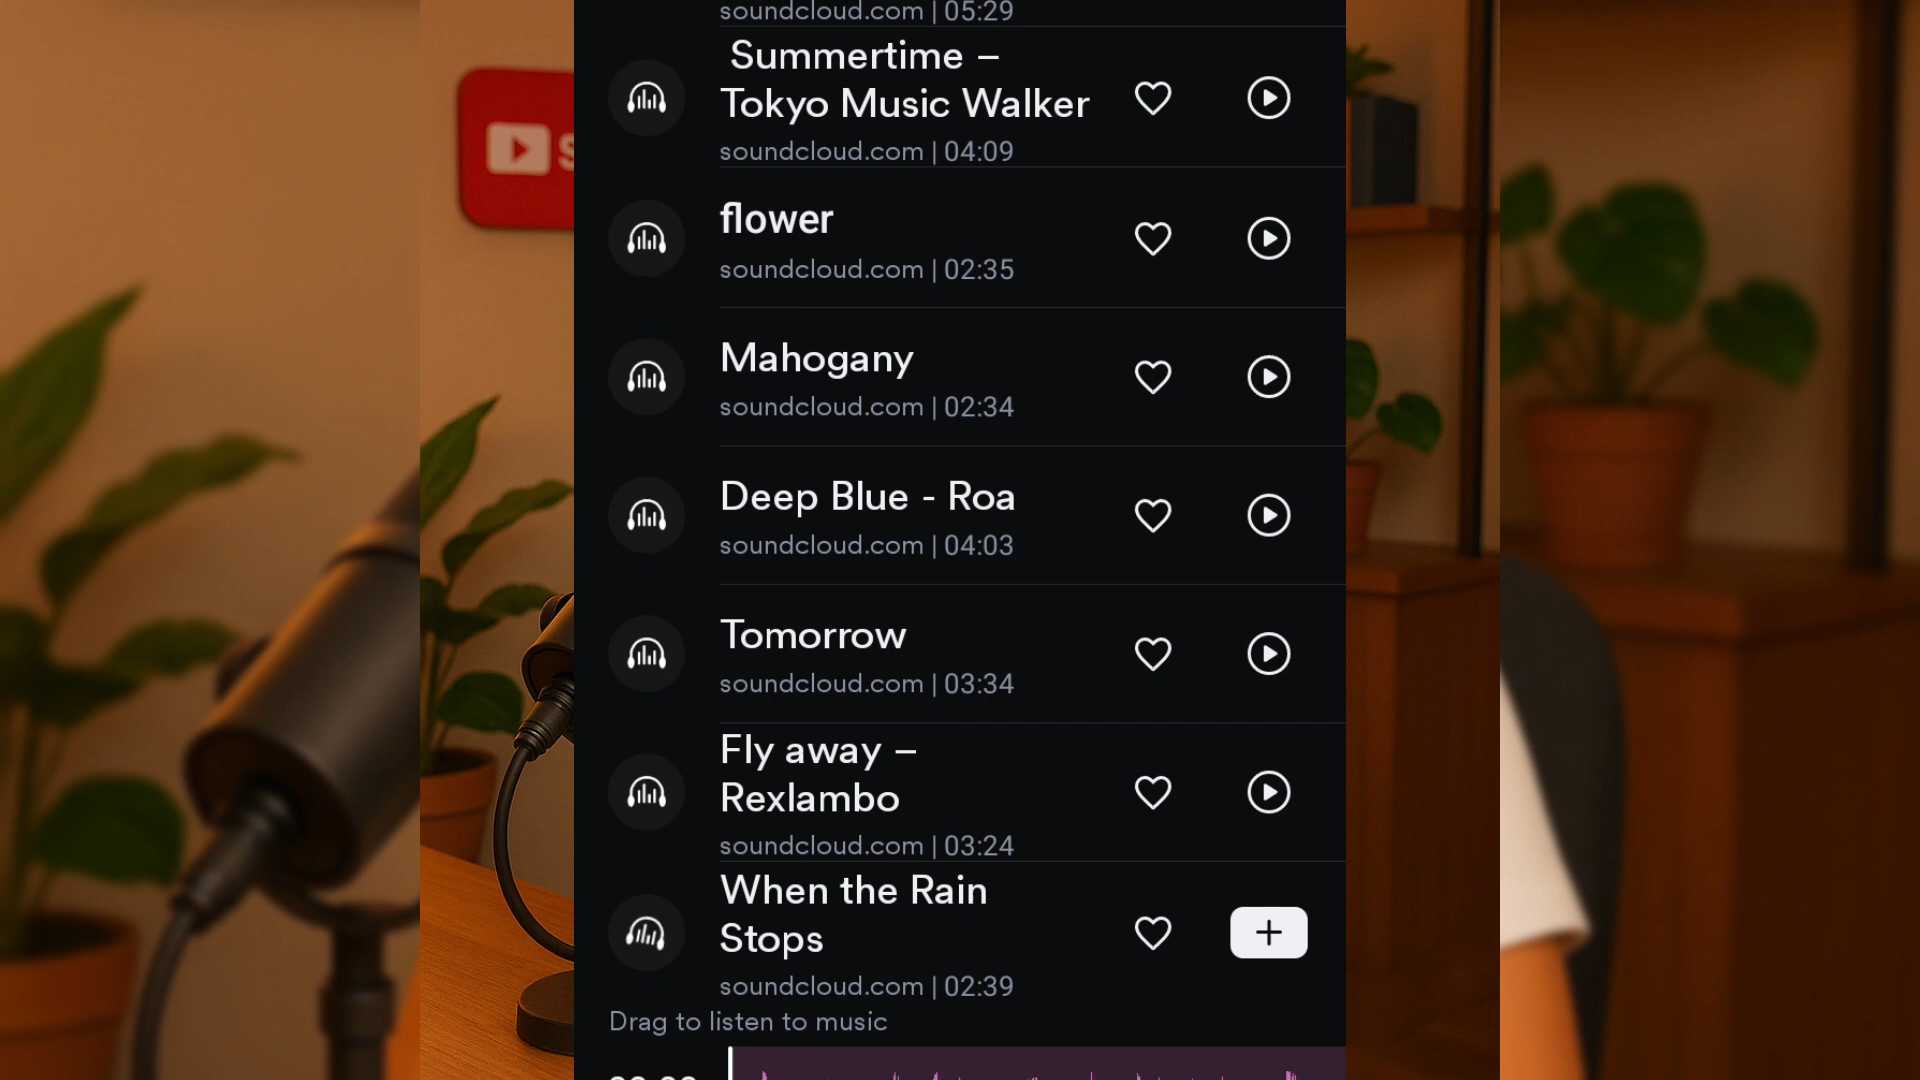 soundcloud.com | 05:29
Summertime –
Tokyo Music Walker
soundcloud.com | 04:09
flower
soundcloud.com | 02:35
Mahogany
soundcloud.com | 02:34
Deep Blue - Roa
soundcloud.com | 04:03
Tomorrow
soundcloud.com | 03:34
Fly away –
Rexlambo
soundcloud.com | 03:24
When the Rain
Stops
soundcloud.com | 02:39
Drag to listen to music